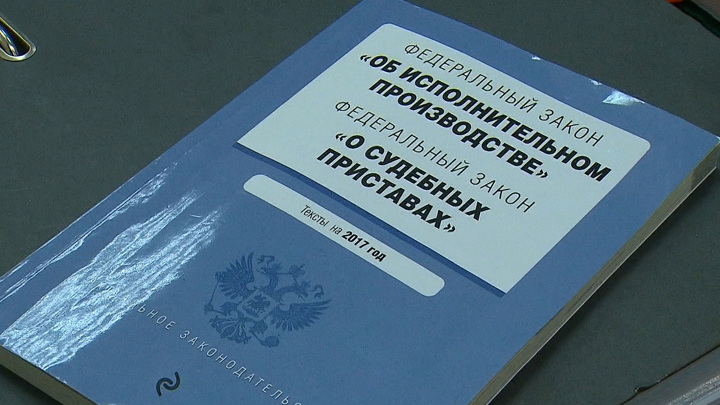 ФЕДЕРАЛЬНЫЙ ЗАКОН
«ОБ ИСПОЛНИТЕЛЬНОМ
ПРОИЗВОДСТВЕ»
ФЕДЕРАЛЬНЫЙ ЗАКОН
«О СУДЕБНЫХ
ПРИСТАВАХ»
Тексты на 2017 год